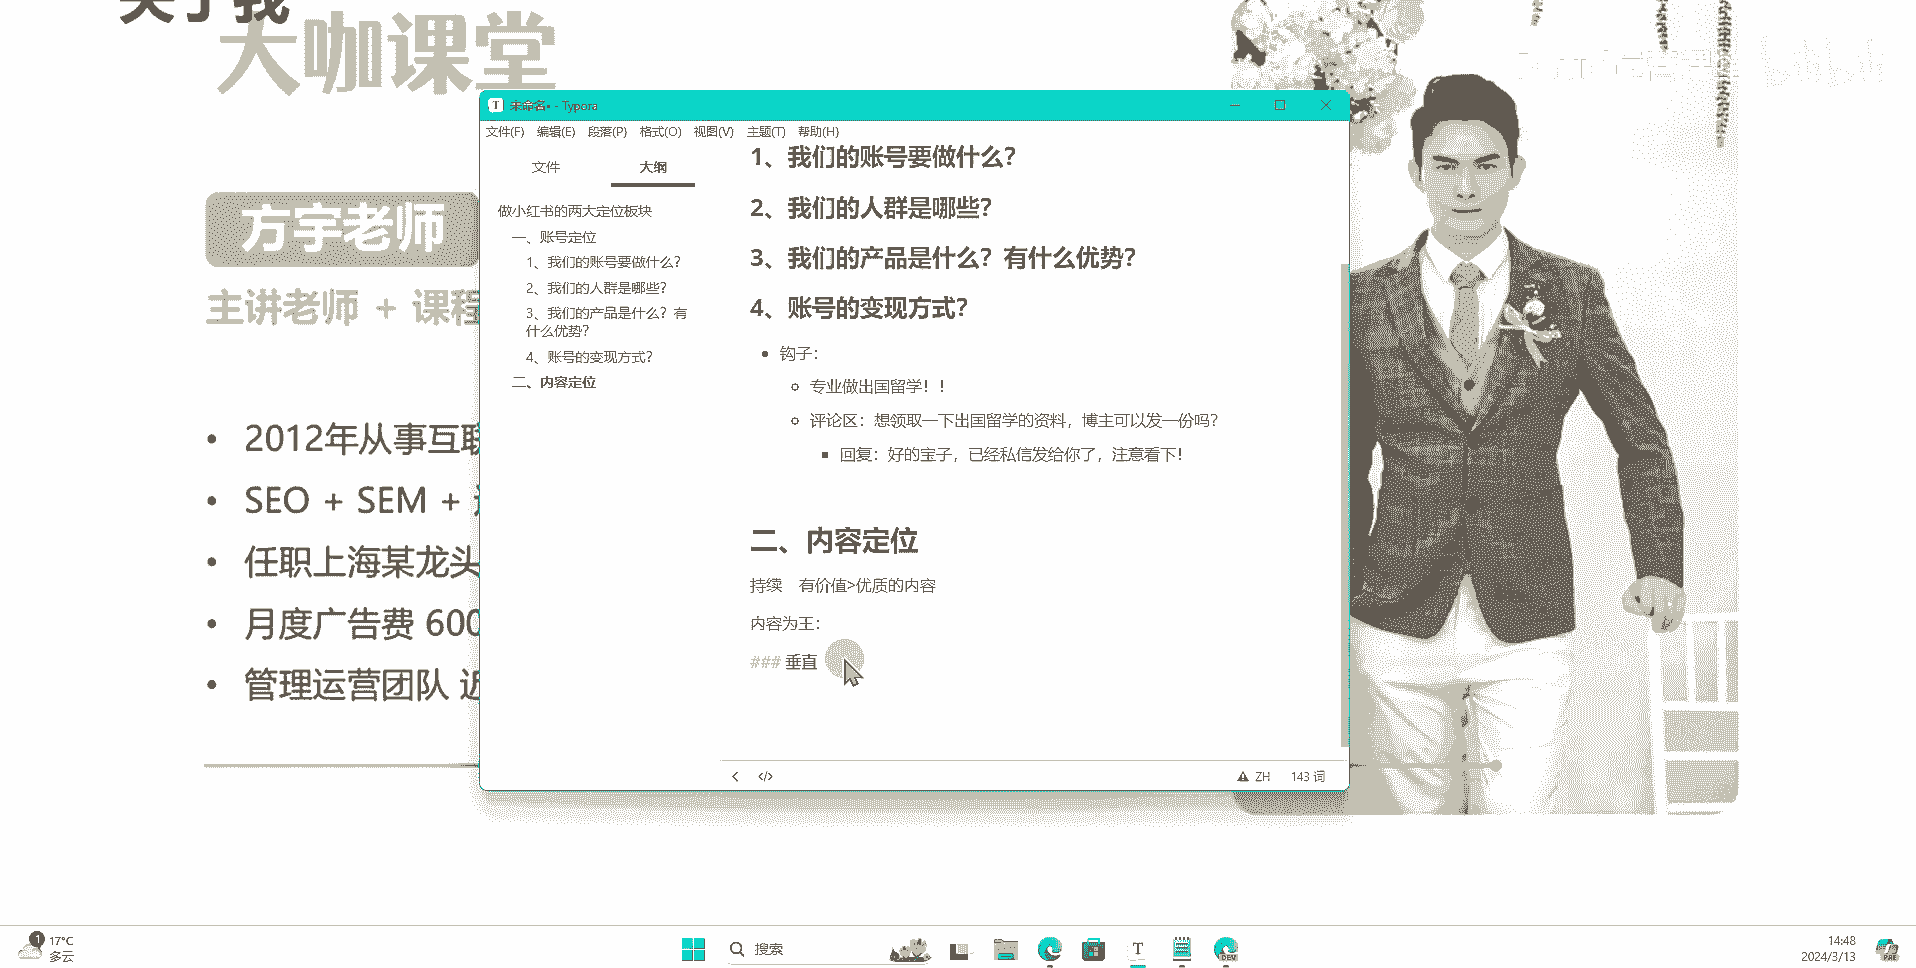 关于我
大咖课堂
方宇老师
主讲老师 + 课程
2012年从事互联
SEO + SEM +
任职上海某龙头
月度广告费 600
管理运营团队 近
未命名• - Typora
文件(F) 编辑(E) 段落(P) 格式(O) 视图(V) 主题(T) 帮助(H)
文件 大纲
做小红书的两大定位板块
一、账号定位
1、我们的账号要做什么？
2、我们的人群是哪些？
3、我们的产品是什么？有
什么优势？
4、账号的变现方式？
二、内容定位
1、我们的账号要做什么？
2、我们的人群是哪些？
3、我们的产品是什么？有什么优势？
4、账号的变现方式？
钩子：
专业做出国留学！！
评论区：想领取一下出国留学的资料，博主可以发一份吗？
回复：好的宝子，已经私信发给你了，注意看下！
二、内容定位
持续 有价值>优质的内容
内容为王：
### 垂直
ZH 143 词
1
17°C
多云
搜索
T
DEV
14:48
2024/3/13
PRE